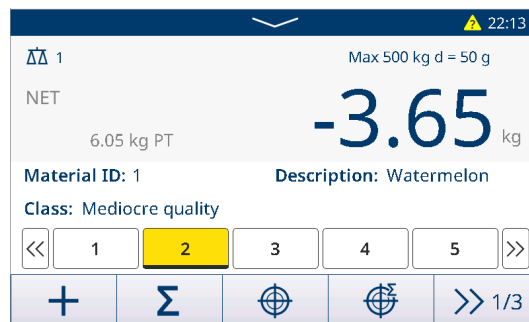 22:13
1 Max 500 kg d = 50 g
NET
-3.65 kg
6.05 kg PT
Material ID: 1 Description: Watermelon
Class: Mediocre quality
1 2 3 4 5
Σ Σ 1/3